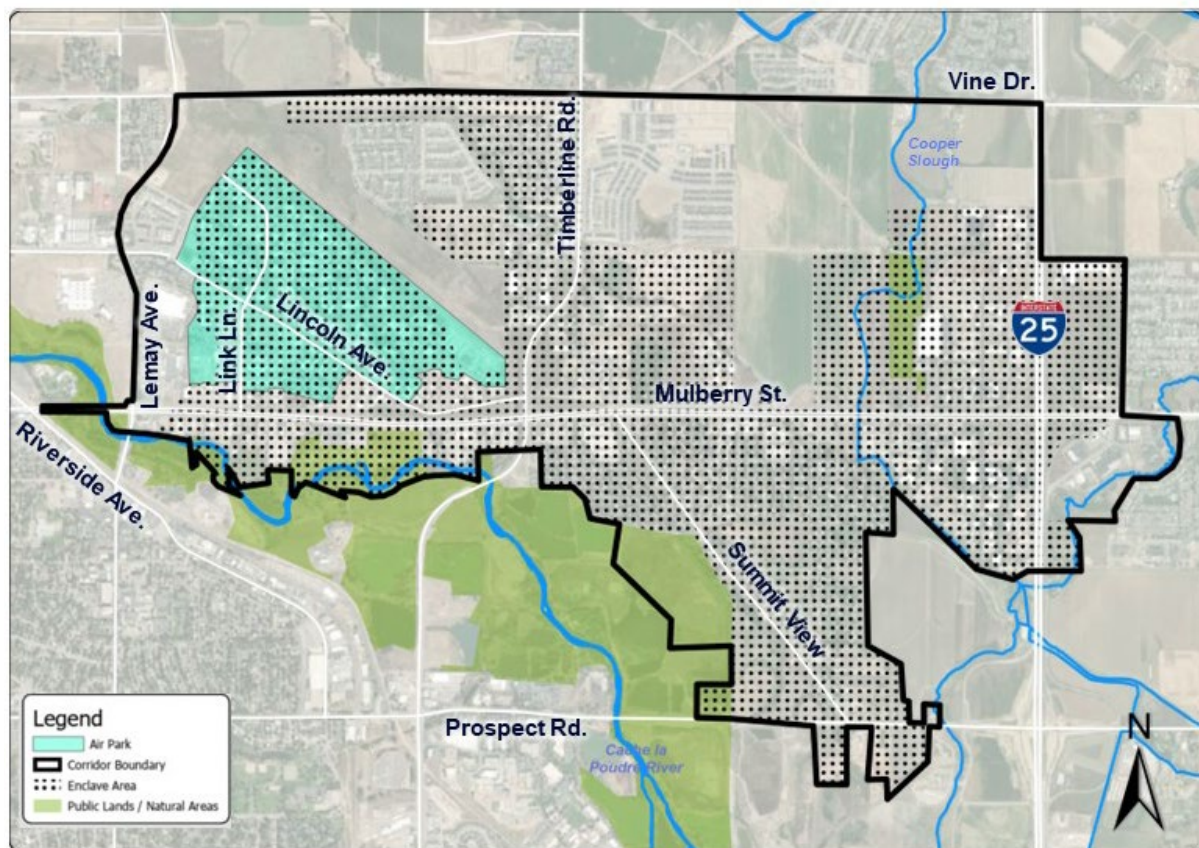 Vine Dr.
Cooper
Slough
Timberline Rd.
Lemay Ave.
Link Ln.
Lincoln Ave.
INTERSTATE
25
Mulberry St.
Riverside Ave.
Summit View
Prospect Rd.
Cache la
Poudre River
N
Legend
Air Park
Corridor Boundary
Enclave Area
Public Lands / Natural Areas